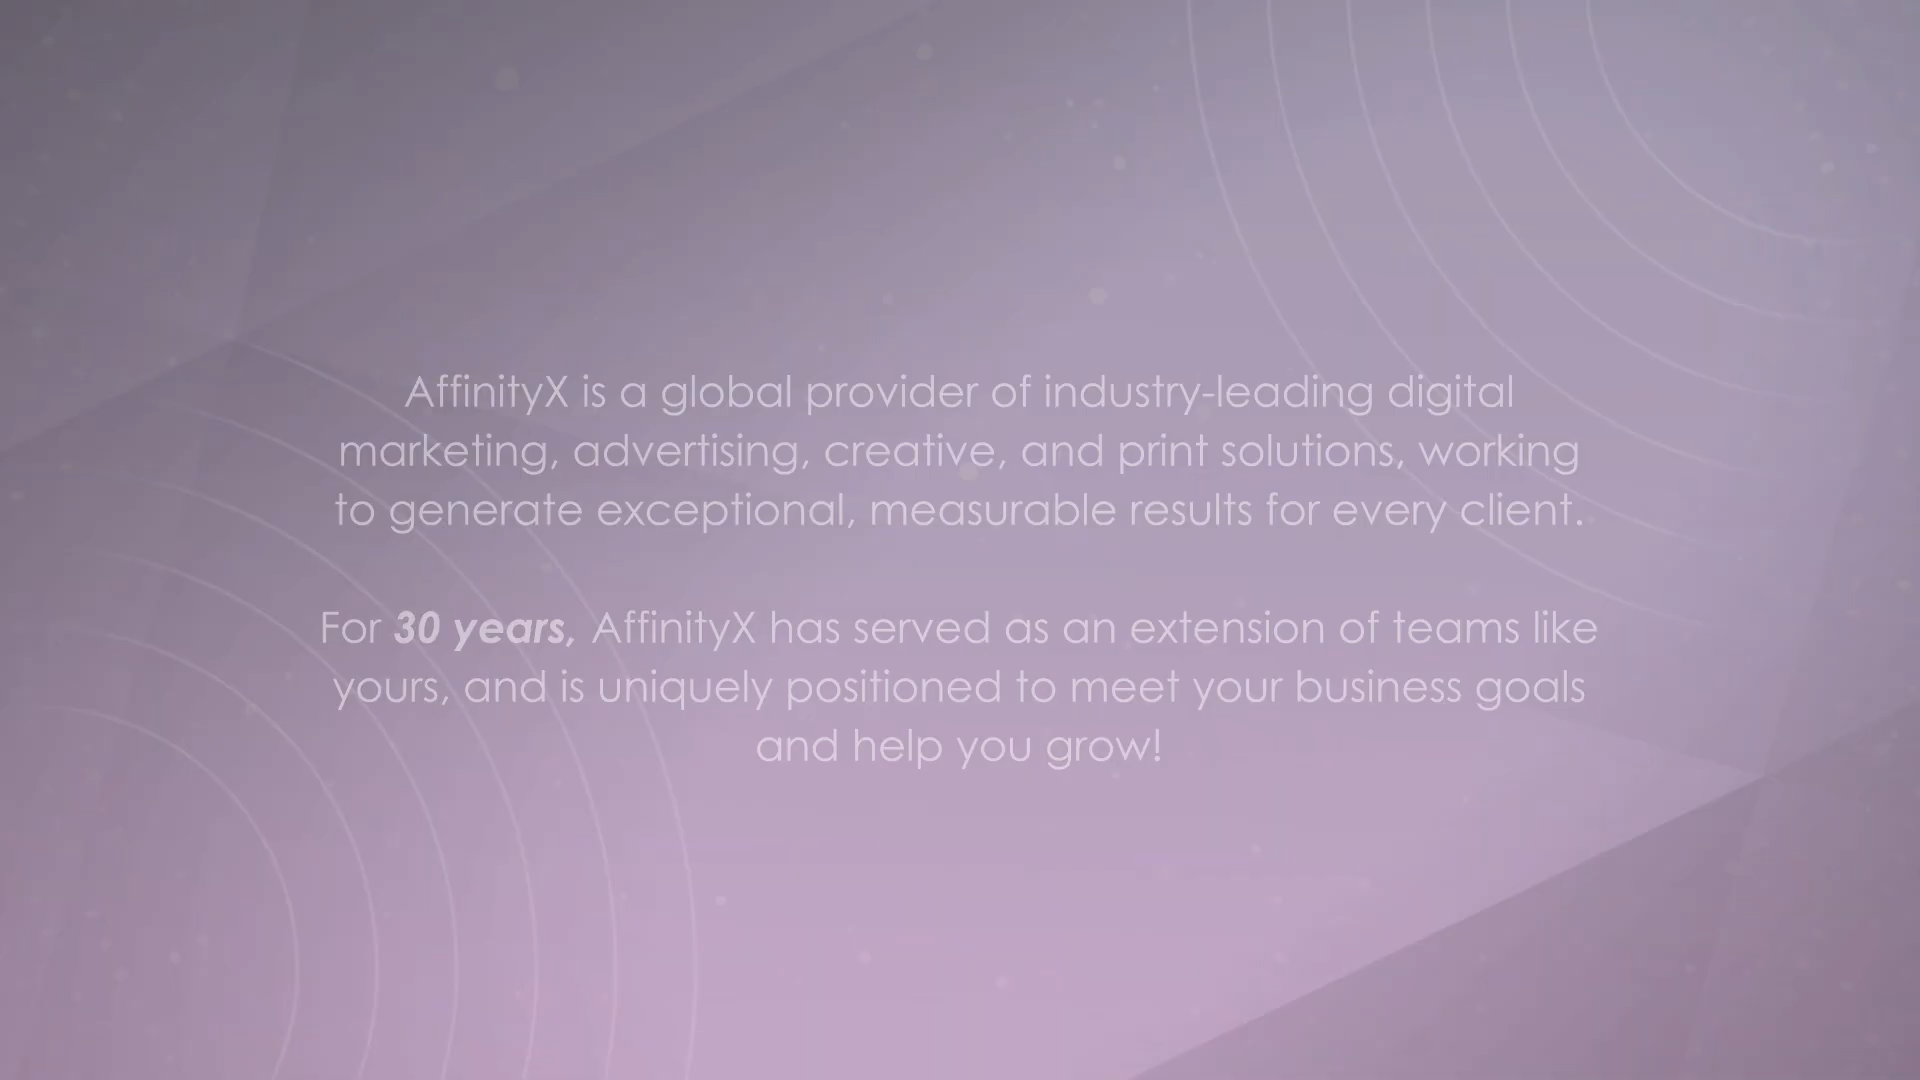 AffinityX is a global provider of industry-leading digital
marketing, advertising, creative, and print solutions, working
to generate exceptional, measurable results for every client.
For 30 years, AffinityX has served as an extension of teams like
yours, and is uniquely positioned to meet your business goals
and help you grow!